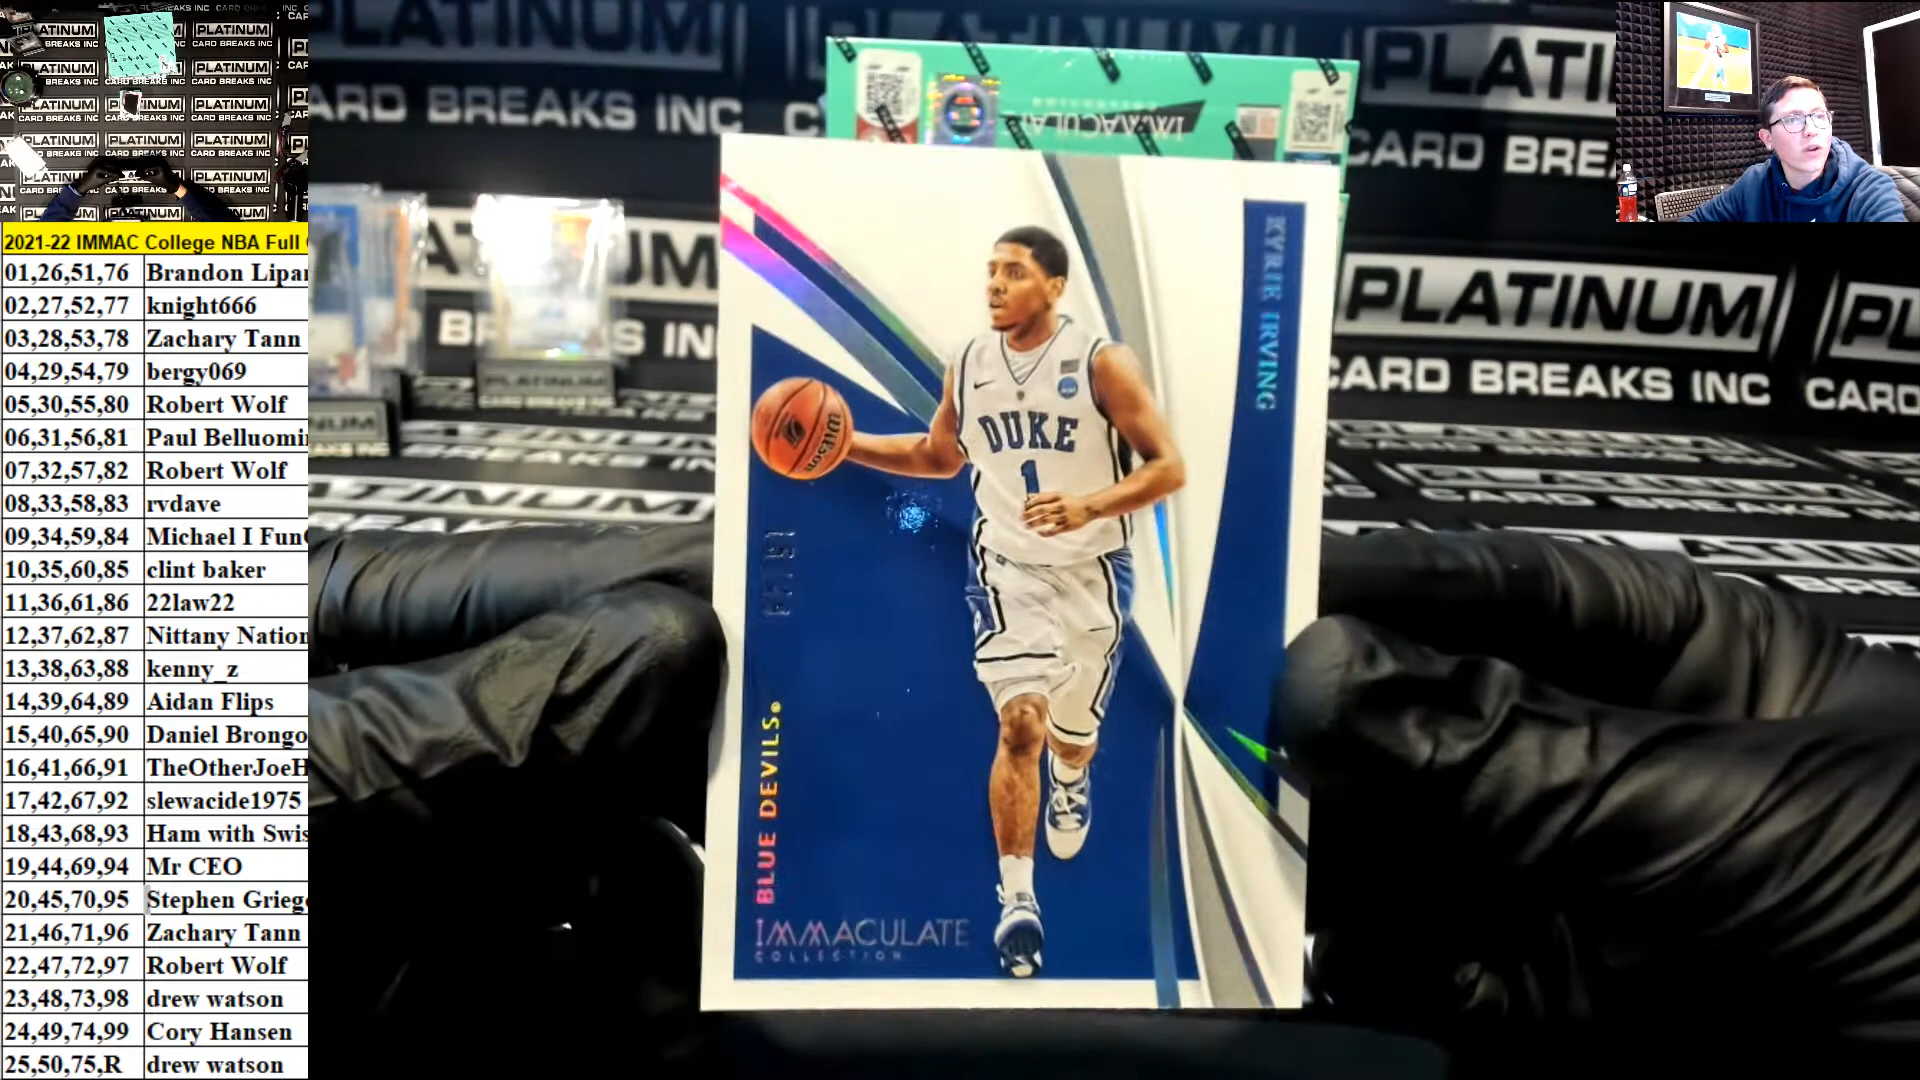 2021-22 IMMAC College NBA Full
01,26,51,76 Brandon Lipar
02,27,52,77 knight666
03,28,53,78 Zachary Tann
04,29,54,79 bergy069
05,30,55,80 Robert Wolf
06,31,56,81 Paul Belluomi
07,32,57,82 Robert Wolf
08,33,58,83 rvdave
09,34,59,84 Michael I Fun
10,35,60,85 clint baker
11,36,61,86 22law22
12,37,62,87 Nittany Nation
13,38,63,88 kenny_z
14,39,64,89 Aidan Flips
15,40,65,90 Daniel Brongo
16,41,66,91 TheOtherJoeH
17,42,67,92 slewacide1975
18,43,68,93 Ham with Swis
19,44,69,94 Mr CEO
20,45,70,95 Stephen Grieg
21,46,71,96 Zachary Tann
22,47,72,97 Robert Wolf
23,48,73,98 drew watson
24,49,74,99 Cory Hansen
25,50,75,R drew watson
PLATINUM
CARD BREAKS INC
IMMACULATE
COLLECTION
KYRIE IRVING
DUKE
1
Wilson
BLUE DEVILS
IMMACULATE
COLLECTION
PLATINUM
CARD BREAKS INC